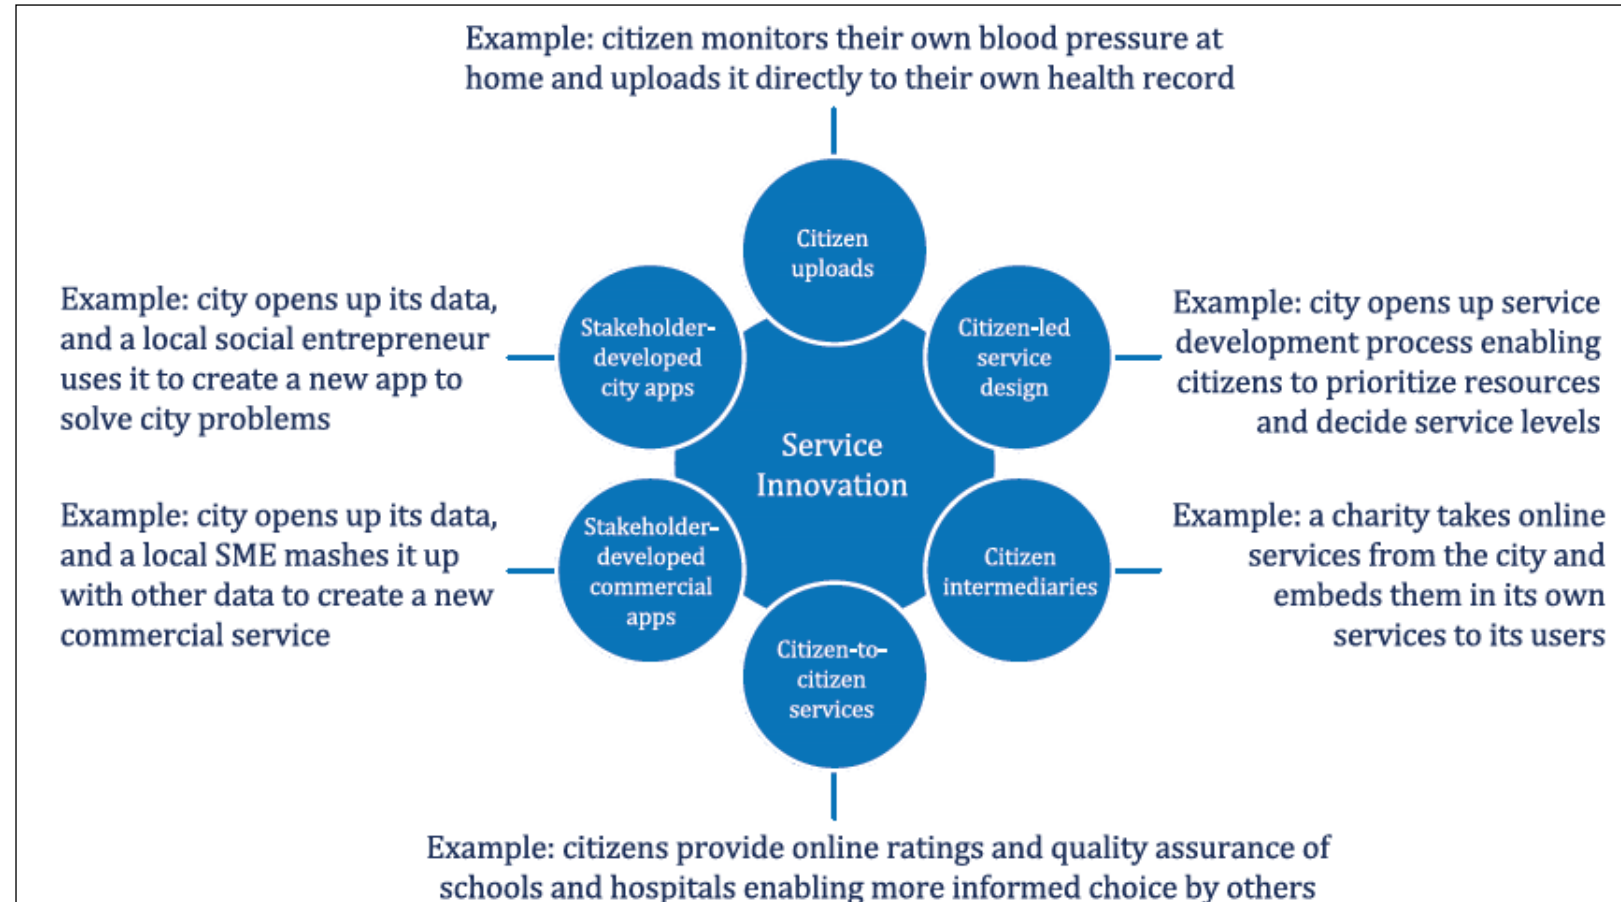 Example: citizen monitors their own blood pressure at
home and uploads it directly to their own health record
Citizen
uploads
Example: city opens up its data,
and a local social entrepreneur
uses it to create a new app to
solve city problems
Stakeholder-
developed
city apps
Citizen-led
service
design
Example: city opens up service
development process enabling
citizens to prioritize resources
and decide service levels
Service
Innovation
Example: city opens up its data,
and a local SME mashes it up
with other data to create a new
commercial service
Stakeholder-
developed
commercial
apps
Citizen
intermediaries
Example: a charity takes online
services from the city and
embeds them in its own
services to its users
Citizen-to-
citizen
services
Example: citizens provide online ratings and quality assurance of
schools and hospitals enabling more informed choice by others